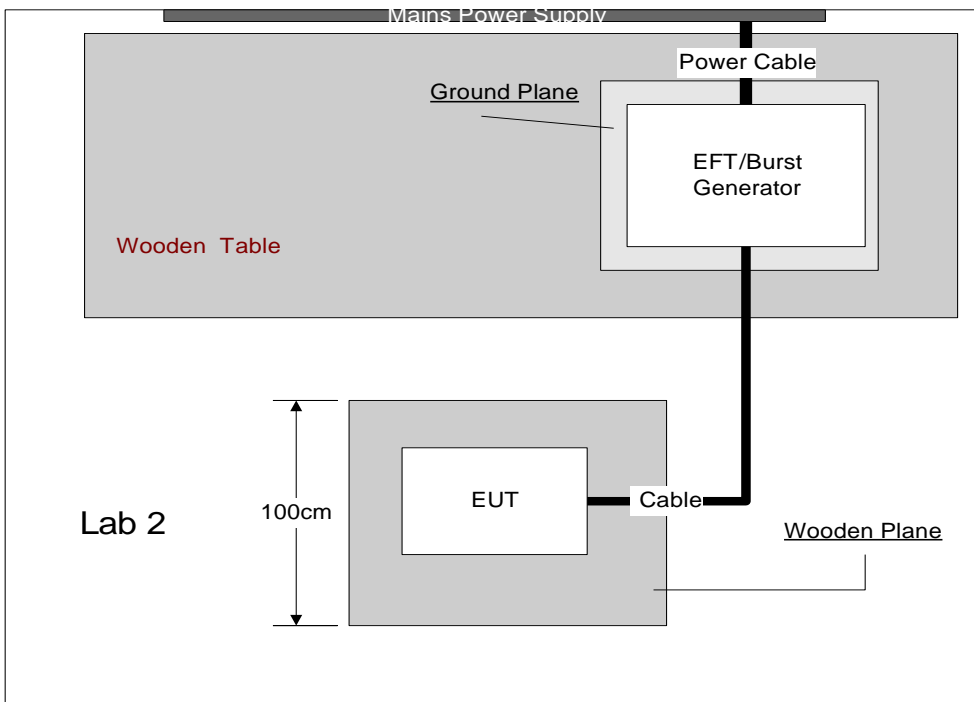 Mains Power Supply
Power Cable
Ground Plane
EFT/Burst
Generator
Wooden Table
EUT
Cable
100cm
Lab 2
Wooden Plane